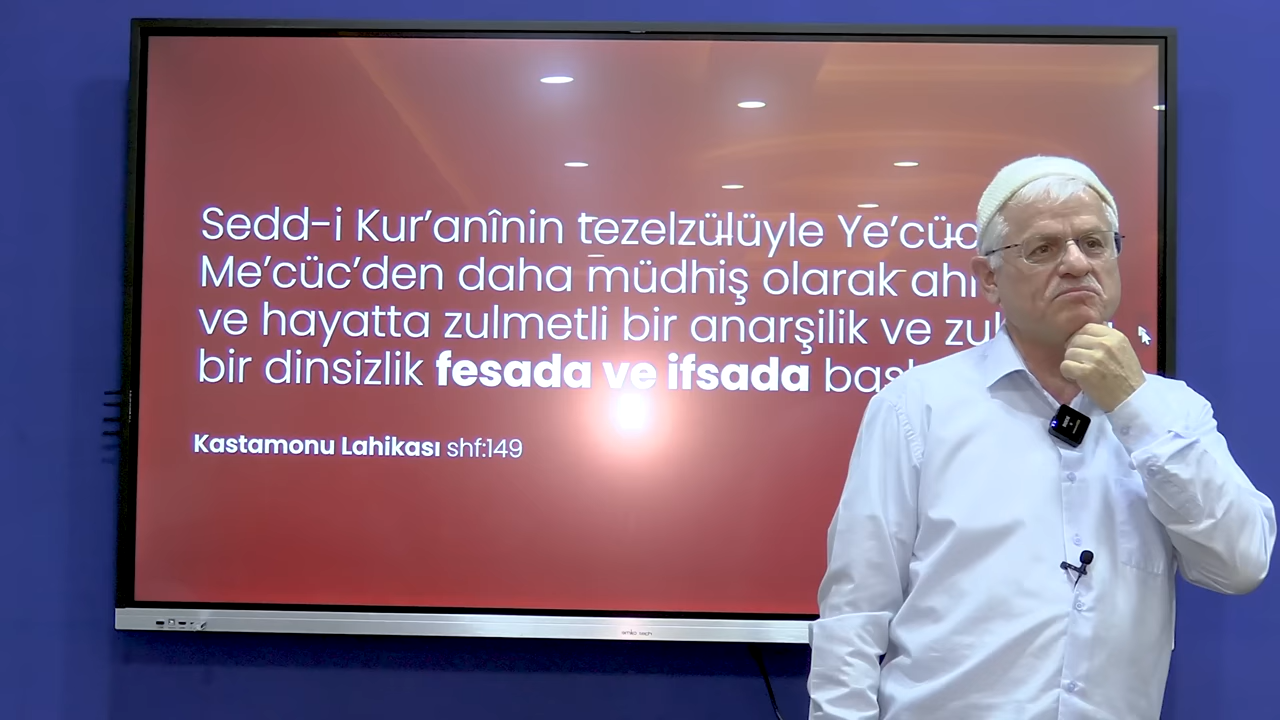 Sedd-i Kur’anînin tezelzülüyle Ye’cüc
Me’cüc’den daha müdhiş olarak
ve hayatta zulmetli bir anarşilik ve
bir dinsizlik fesada ve ifsada
Kastamonu Lahikası shf:149